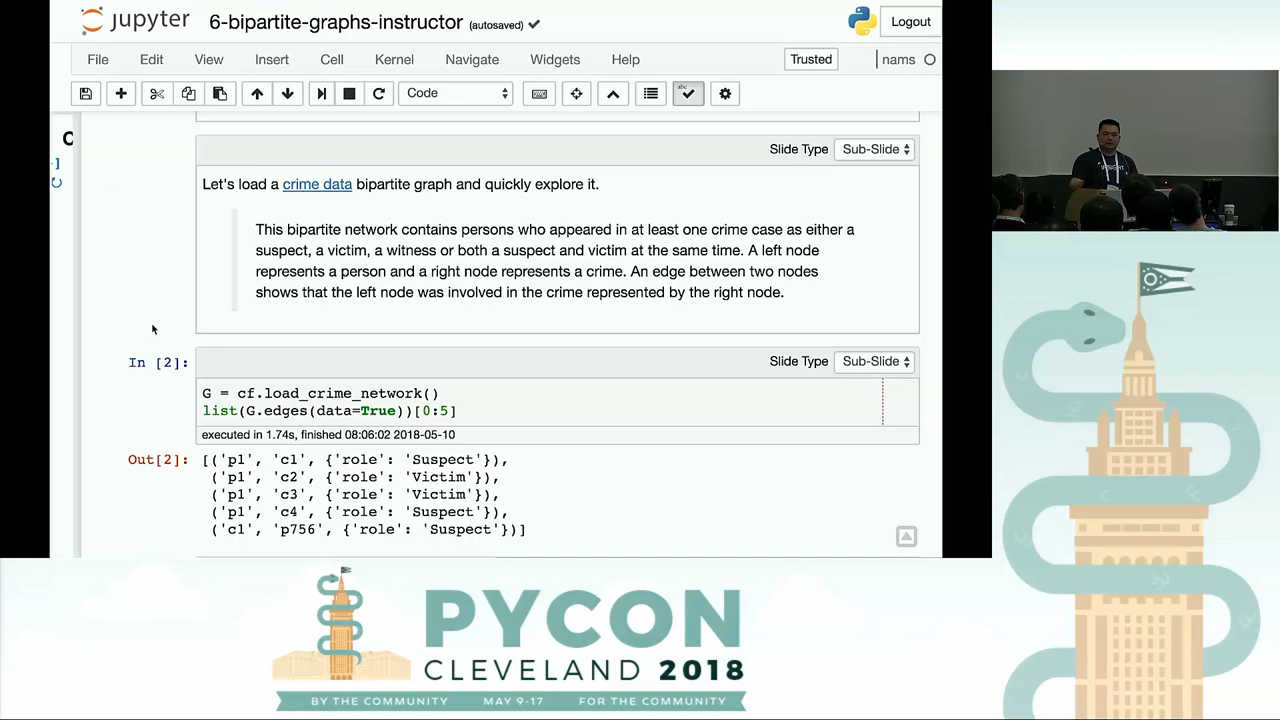 jupyter 6-bipartite-graphs-instructor (autosaved)
Logout
File Edit View Insert Cell Kernel Navigate Widgets Help
Trusted
nams
Code
abc
C
]
Slide Type Sub-Slide
Let's load a crime data bipartite graph and quickly explore it.
This bipartite network contains persons who appeared in at least one crime case as either a
suspect, a victim, a witness or both a suspect and victim at the same time. A left node
represents a person and a right node represents a crime. An edge between two nodes
shows that the left node was involved in the crime represented by the right node.
In [2]:
Slide Type Sub-Slide
G = cf.load_crime_network()
list(G.edges(data=True))[0:5]
executed in 1.74s, finished 08:06:02 2018-05-10
Out[2]: [('p1', 'c1', {'role': 'Suspect'}),
('p1', 'c2', {'role': 'Victim'}),
('p1', 'c3', {'role': 'Victim'}),
('p1', 'c4', {'role': 'Suspect'}),
('c1', 'p756', {'role': 'Suspect'})]
INSIGHT
PYCON
CLEVELAND 2018
BY THE COMMUNITY MAY 9-17 FOR THE COMMUNITY